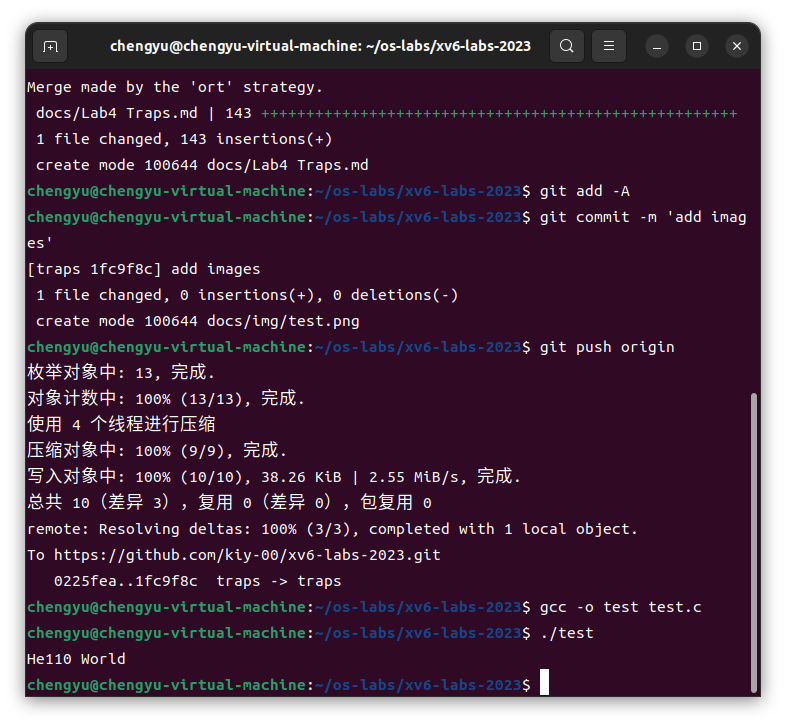 chengyu@chengyu-virtual-machine: ~/os-labs/xv6-labs-2023
Merge made by the 'ort' strategy.
 docs/Lab4 Traps.md | 143 +++++++++++++++++++++++++++++++++++++++++++++++++++++
 1 file changed, 143 insertions(+)
 create mode 100644 docs/Lab4 Traps.md
chengyu@chengyu-virtual-machine:~/os-labs/xv6-labs-2023$ git add -A
chengyu@chengyu-virtual-machine:~/os-labs/xv6-labs-2023$ git commit -m 'add imag
es'
[traps 1fc9f8c] add images
 1 file changed, 0 insertions(+), 0 deletions(-)
 create mode 100644 docs/img/test.png
chengyu@chengyu-virtual-machine:~/os-labs/xv6-labs-2023$ git push origin
枚举对象中: 13, 完成.
对象计数中: 100% (13/13), 完成.
使用 4 个线程进行压缩
压缩对象中: 100% (9/9), 完成.
写入对象中: 100% (10/10), 38.26 KiB | 2.55 MiB/s, 完成.
总共 10（差异 3），复用 0（差异 0），包复用 0
remote: Resolving deltas: 100% (3/3), completed with 1 local object.
To https://github.com/kiy-00/xv6-labs-2023.git
   0225fea..1fc9f8c  traps -> traps
chengyu@chengyu-virtual-machine:~/os-labs/xv6-labs-2023$ gcc -o test test.c
chengyu@chengyu-virtual-machine:~/os-labs/xv6-labs-2023$ ./test
He110 World
chengyu@chengyu-virtual-machine:~/os-labs/xv6-labs-2023$